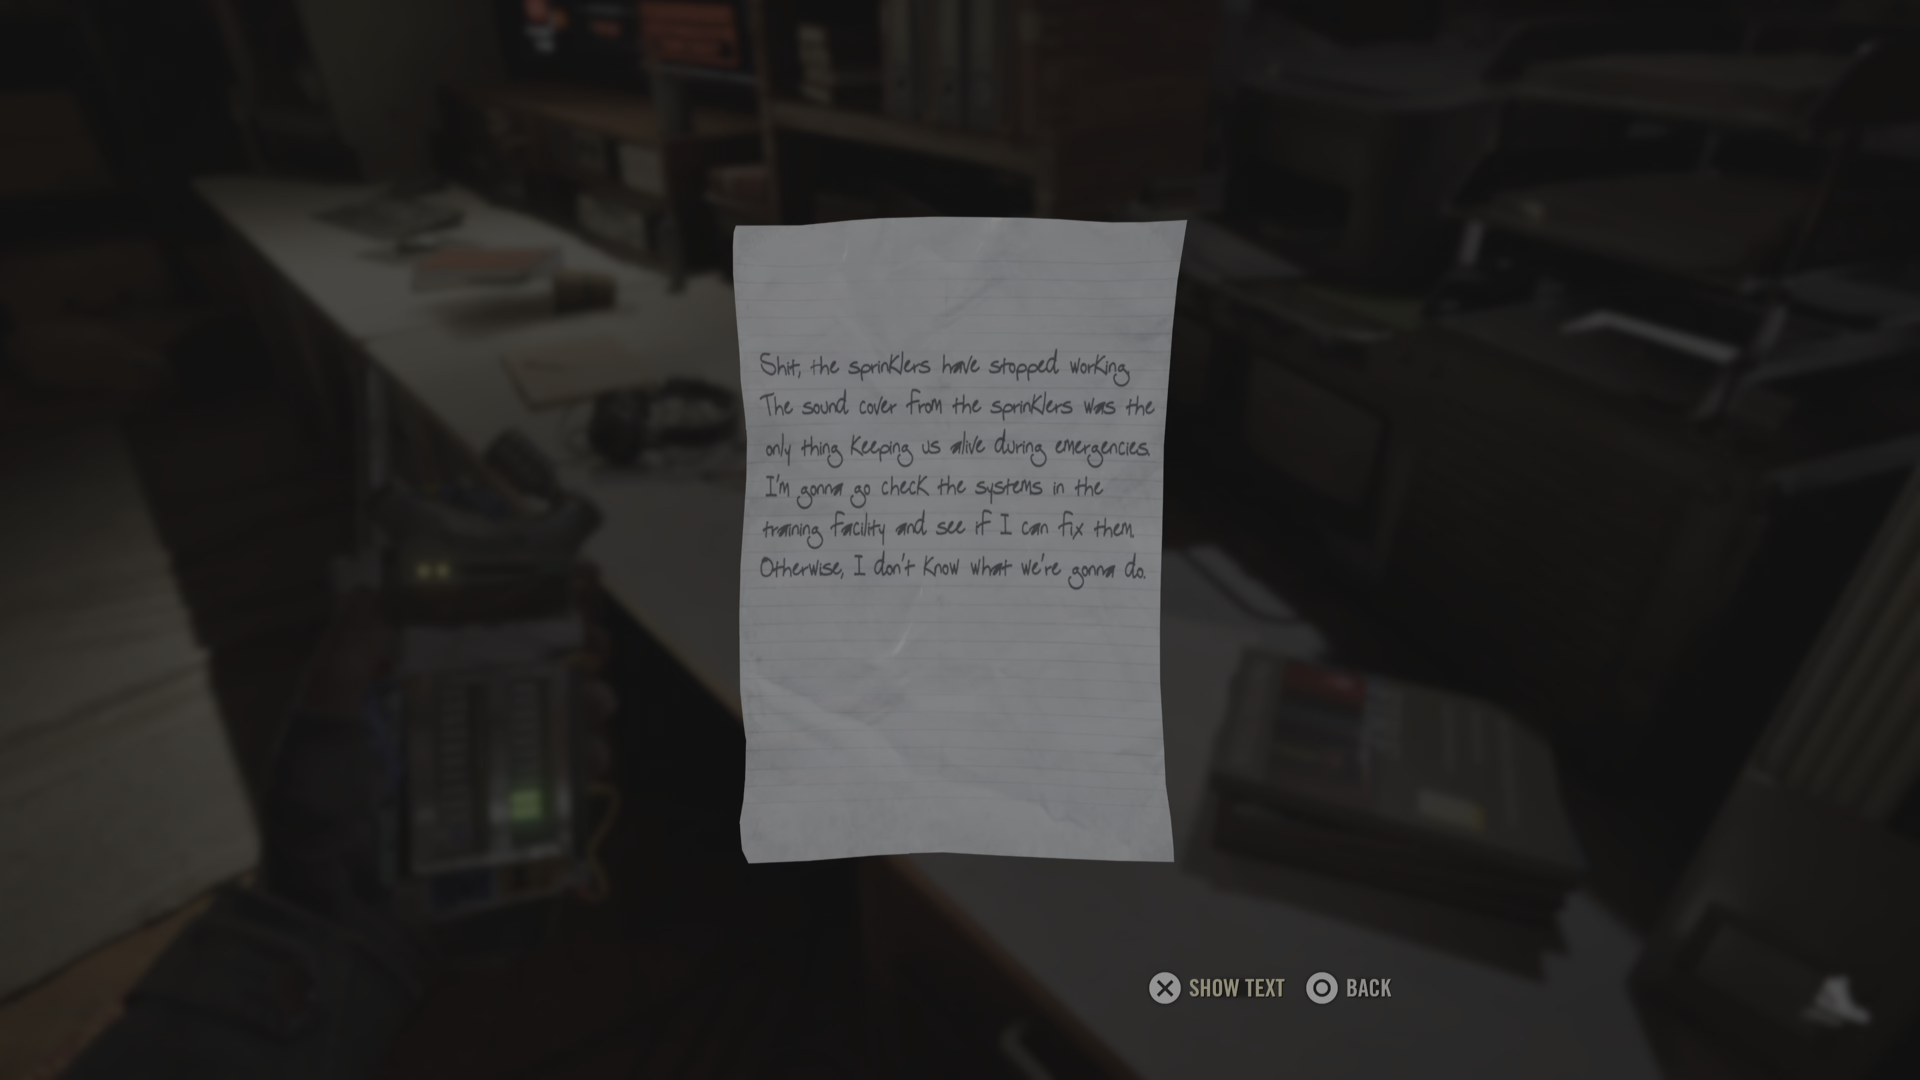 Shit, the sprinklers have stopped working
The sound cover from the sprinklers was the
only thing keeping us alive during emergencies.
I'm gonna go check the systems in the
training facility and see if I can fix them
Otherwise, I don't know what we're gonna do.
SHOW TEXT BACK